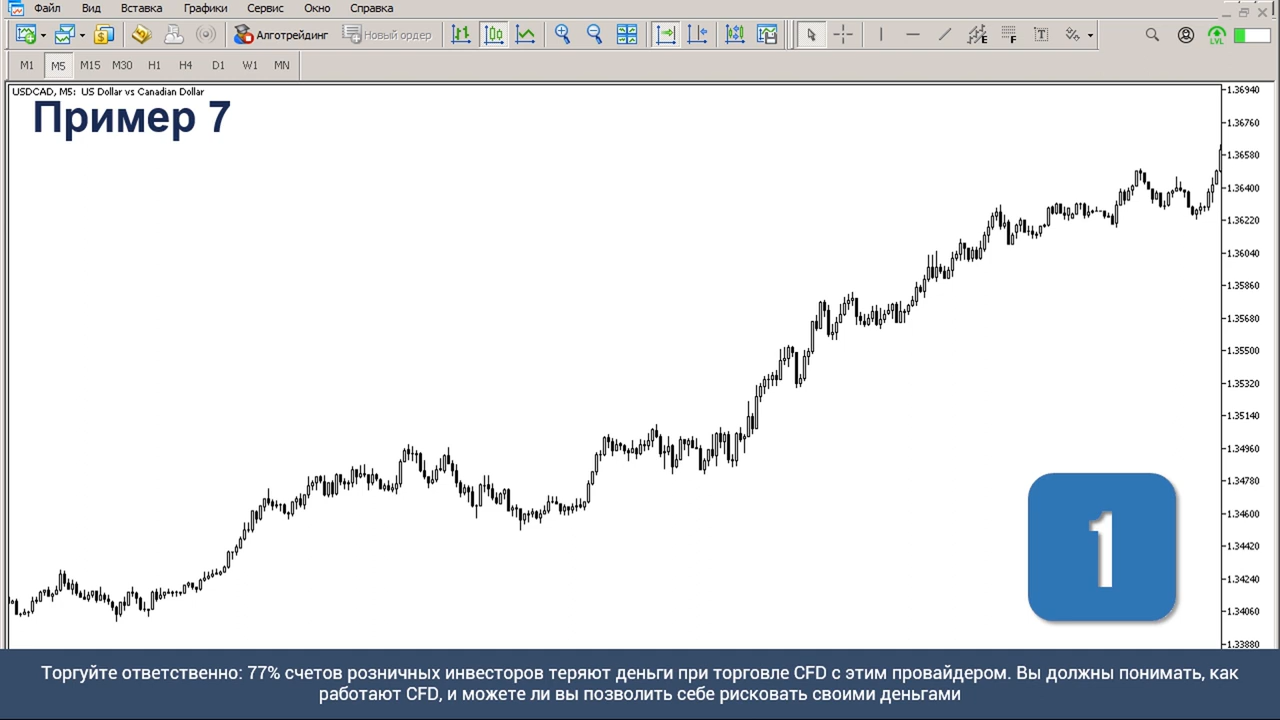 Файл Вид Вставка Графики Сервис Окно Справка
Алготрейдинг Новый ордер E F T LVL
M1 M5 M15 M30 H1 H4 D1 W1 MN
USDCAD, M5: US Dollar vs Canadian Dollar
Пример 7
1.36940
1.36760
1.36580
1.36400
1.36220
1.36040
1.35860
1.35680
1.35500
1.35320
1.35140
1.34960
1.34780
1.34600
1.34420
1.34240
1.34060
1.33880
1
Торгуйте ответственно: 77% счетов розничных инвесторов теряют деньги при торговле CFD с этим провайдером. Вы должны понимать, как
работают CFD, и можете ли вы позволить себе рисковать своими деньгами